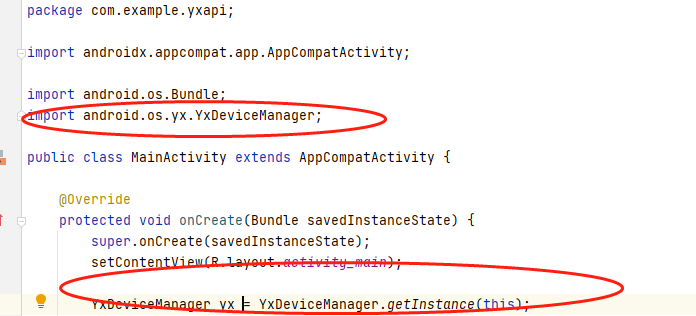 package com.example.yxapi;
import androidx.appcompat.app.AppCompatActivity;
import android.os.Bundle;
import android.os.yx.YxDeviceManager;
public class MainActivity extends AppCompatActivity {
@Override
protected void onCreate(Bundle savedInstanceState) {
super.onCreate(savedInstanceState);
setContentView(R.layout.activity_main);
YxDeviceManager yx = YxDeviceManager.getInstance(this);